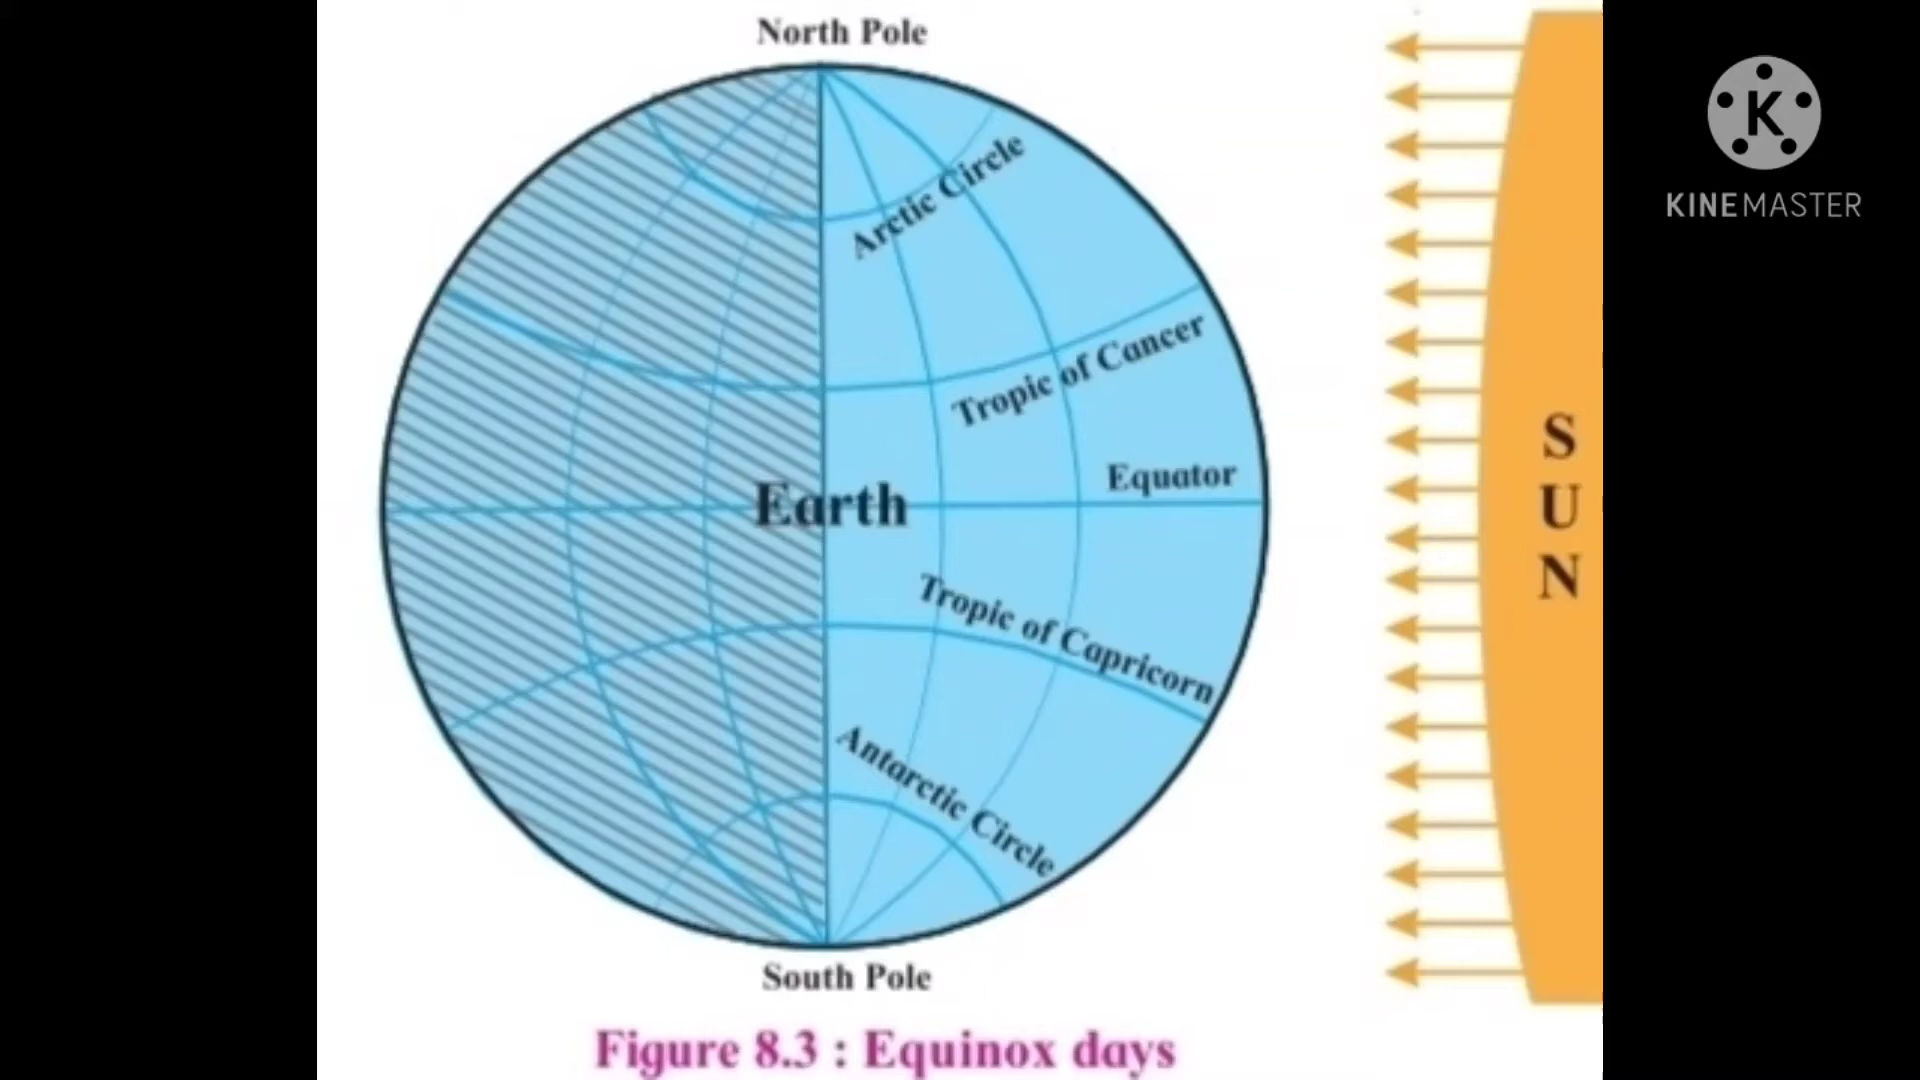 North Pole
Arctic Circle
Tropic of Cancer
Equator
Earth
Tropic of Capricorn
Antarctic Circle
South Pole
SUN
Figure 8.3 : Equinox days
K
KINEMASTER